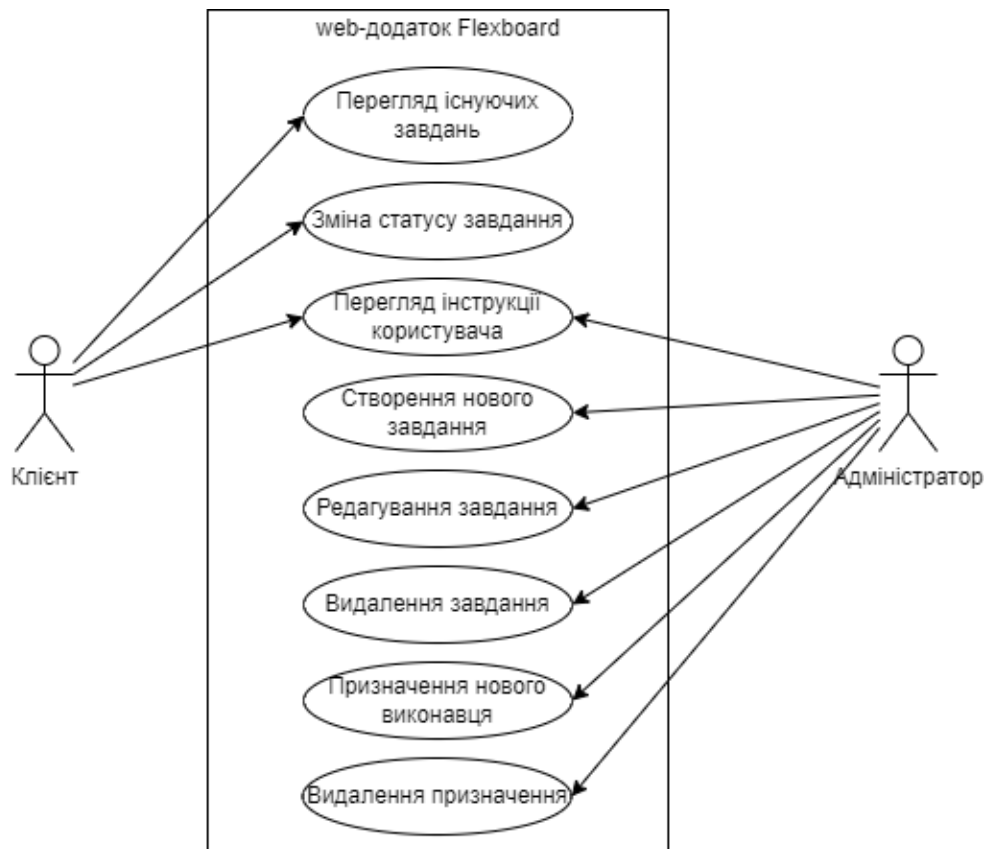 web-додаток Flexboard
Перегляд існуючих
завдань
Зміна статусу завдання
Перегляд інструкції
користувача
Створення нового
завдання
Клієнт
Адміністратор
Редагування завдання
Видалення завдання
Призначення нового
виконавця
Видалення призначення